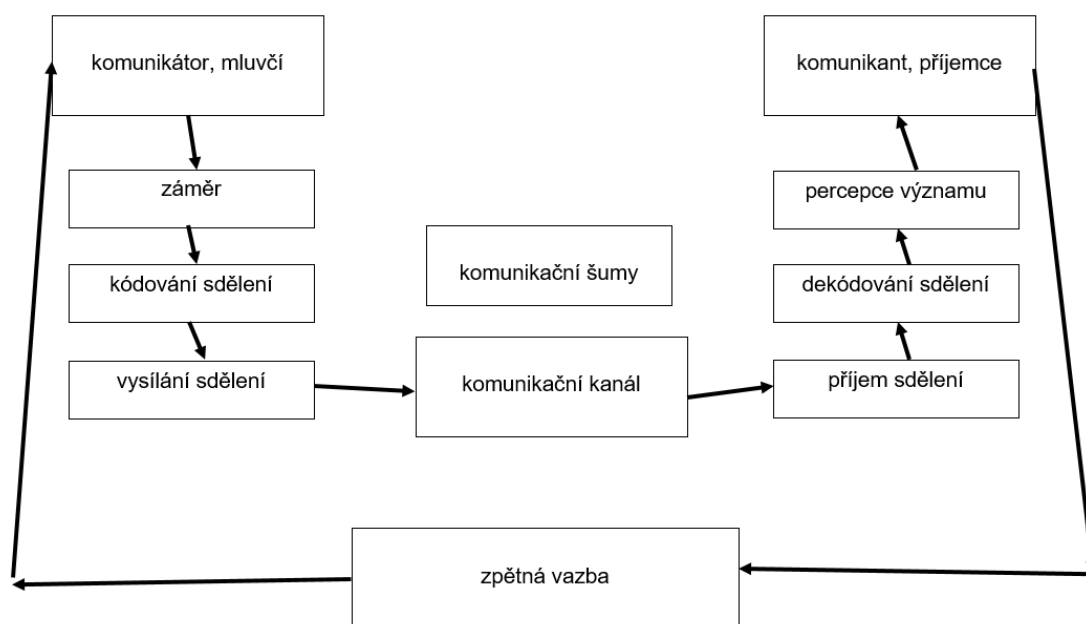 komunikátor, mluvčí
záměr
kódování sdělení
vysílání sdělení
komunikační šumy
komunikační kanál
komunikant, příjemce
percepce významu
dekódování sdělení
příjem sdělení
zpětná vazba